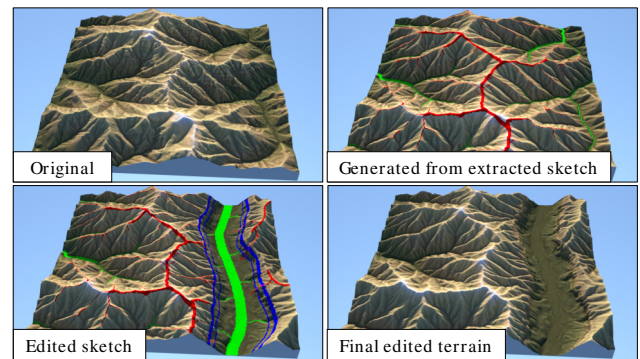 Original
Generated from extracted sketch
Edited sketch
Final edited terrain